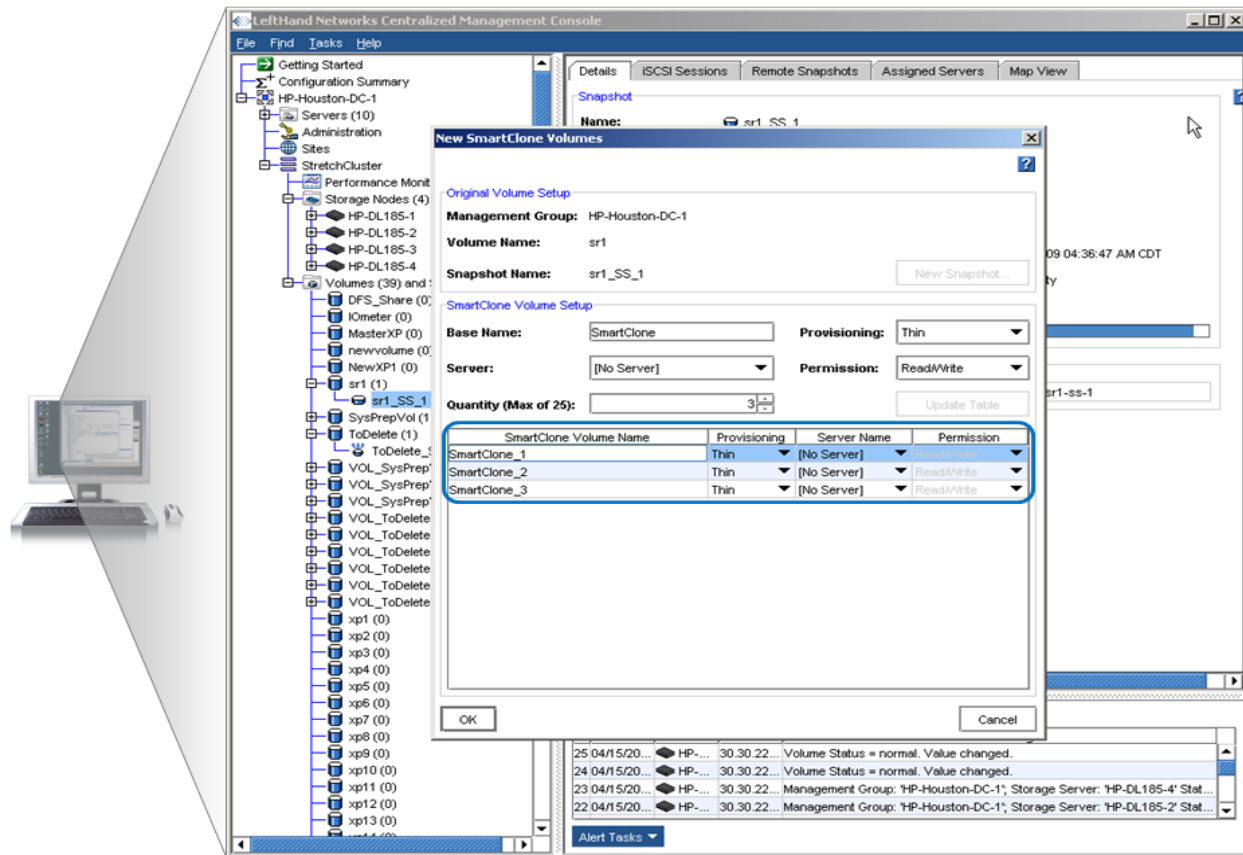 LeftHand Networks Centralized Management Console
File Find Tasks Help
Getting Started
Configuration Summary
HP-Houston-DC-1
Servers (10)
Administration
Sites
StretchCluster
Performance Monit
Storage Nodes (4)
HP-DL185-1
HP-DL185-2
HP-DL185-3
HP-DL185-4
Volumes (39) and
DFS_Share (0)
IOmeter (0)
MasterXP (0)
newvolume (0)
NewXP1 (0)
sr1 (1)
sr1_SS_1
SysPrepVol (1
ToDelete (1)
ToDelete_S
VOL_SysPrep
VOL_SysPrep
VOL_SysPrep
VOL_ToDelete
VOL_ToDelete
VOL_ToDelete
VOL_ToDelete
VOL_ToDelete
VOL_ToDelete
xp1 (0)
xp2 (0)
xp3 (0)
xp4 (0)
xp5 (0)
xp6 (0)
xp7 (0)
xp8 (0)
xp9 (0)
xp10 (0)
xp11 (0)
xp12 (0)
xp13 (0)
Details iSCSI Sessions Remote Snapshots Assigned Servers Map View
Snapshot
Name: sr1_SS_1
09 04:36:47 AM CDT
ty
sr1-ss-1
New SmartClone Volumes
Original Volume Setup
Management Group: HP-Houston-DC-1
Volume Name: sr1
Snapshot Name: sr1_SS_1 New Snapshot...
SmartClone Volume Setup
Base Name: SmartClone Provisioning: Thin
Server: [No Server] Permission: Read/Write
Quantity (Max of 25): 3 Update Table
SmartClone Volume Name Provisioning Server Name Permission
SmartClone_1 Thin [No Server] Read/Write
SmartClone_2 Thin [No Server] Read/Write
SmartClone_3 Thin [No Server] Read/Write
OK Cancel
25 04/15/20... HP-... 30.30.22... Volume Status = normal. Value changed.
24 04/15/20... HP-... 30.30.22... Volume Status = normal. Value changed.
23 04/15/20... HP-... 30.30.22... Management Group: 'HP-Houston-DC-1'; Storage Server: 'HP-DL185-4' Stat...
22 04/15/20... HP-... 30.30.22... Management Group: 'HP-Houston-DC-1'; Storage Server: 'HP-DL185-2' Stat...
Alert Tasks